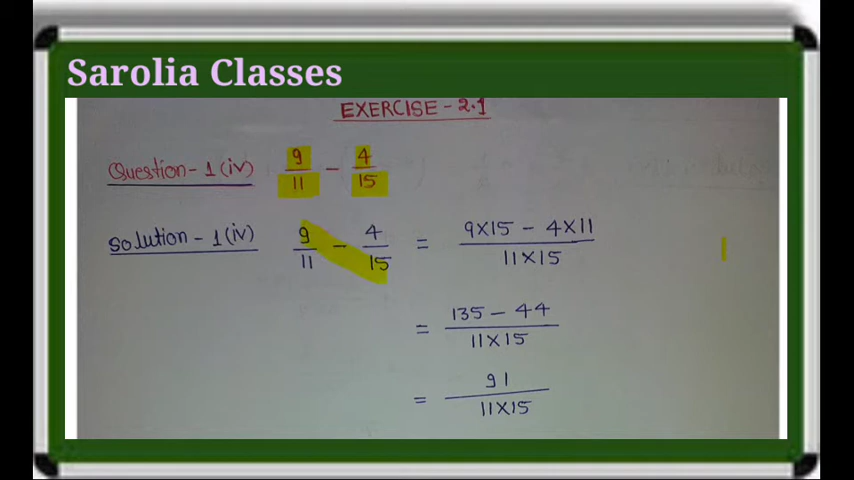 Sarolia Classes
EXERCISE - 2.1
Question - 1 (iv) 9/11 - 4/15
Solution - 1 (iv) 9/11 - 4/15 = 9×15 - 4×11 / 11×15
= 135 - 44 / 11×15
= 91 / 11×15